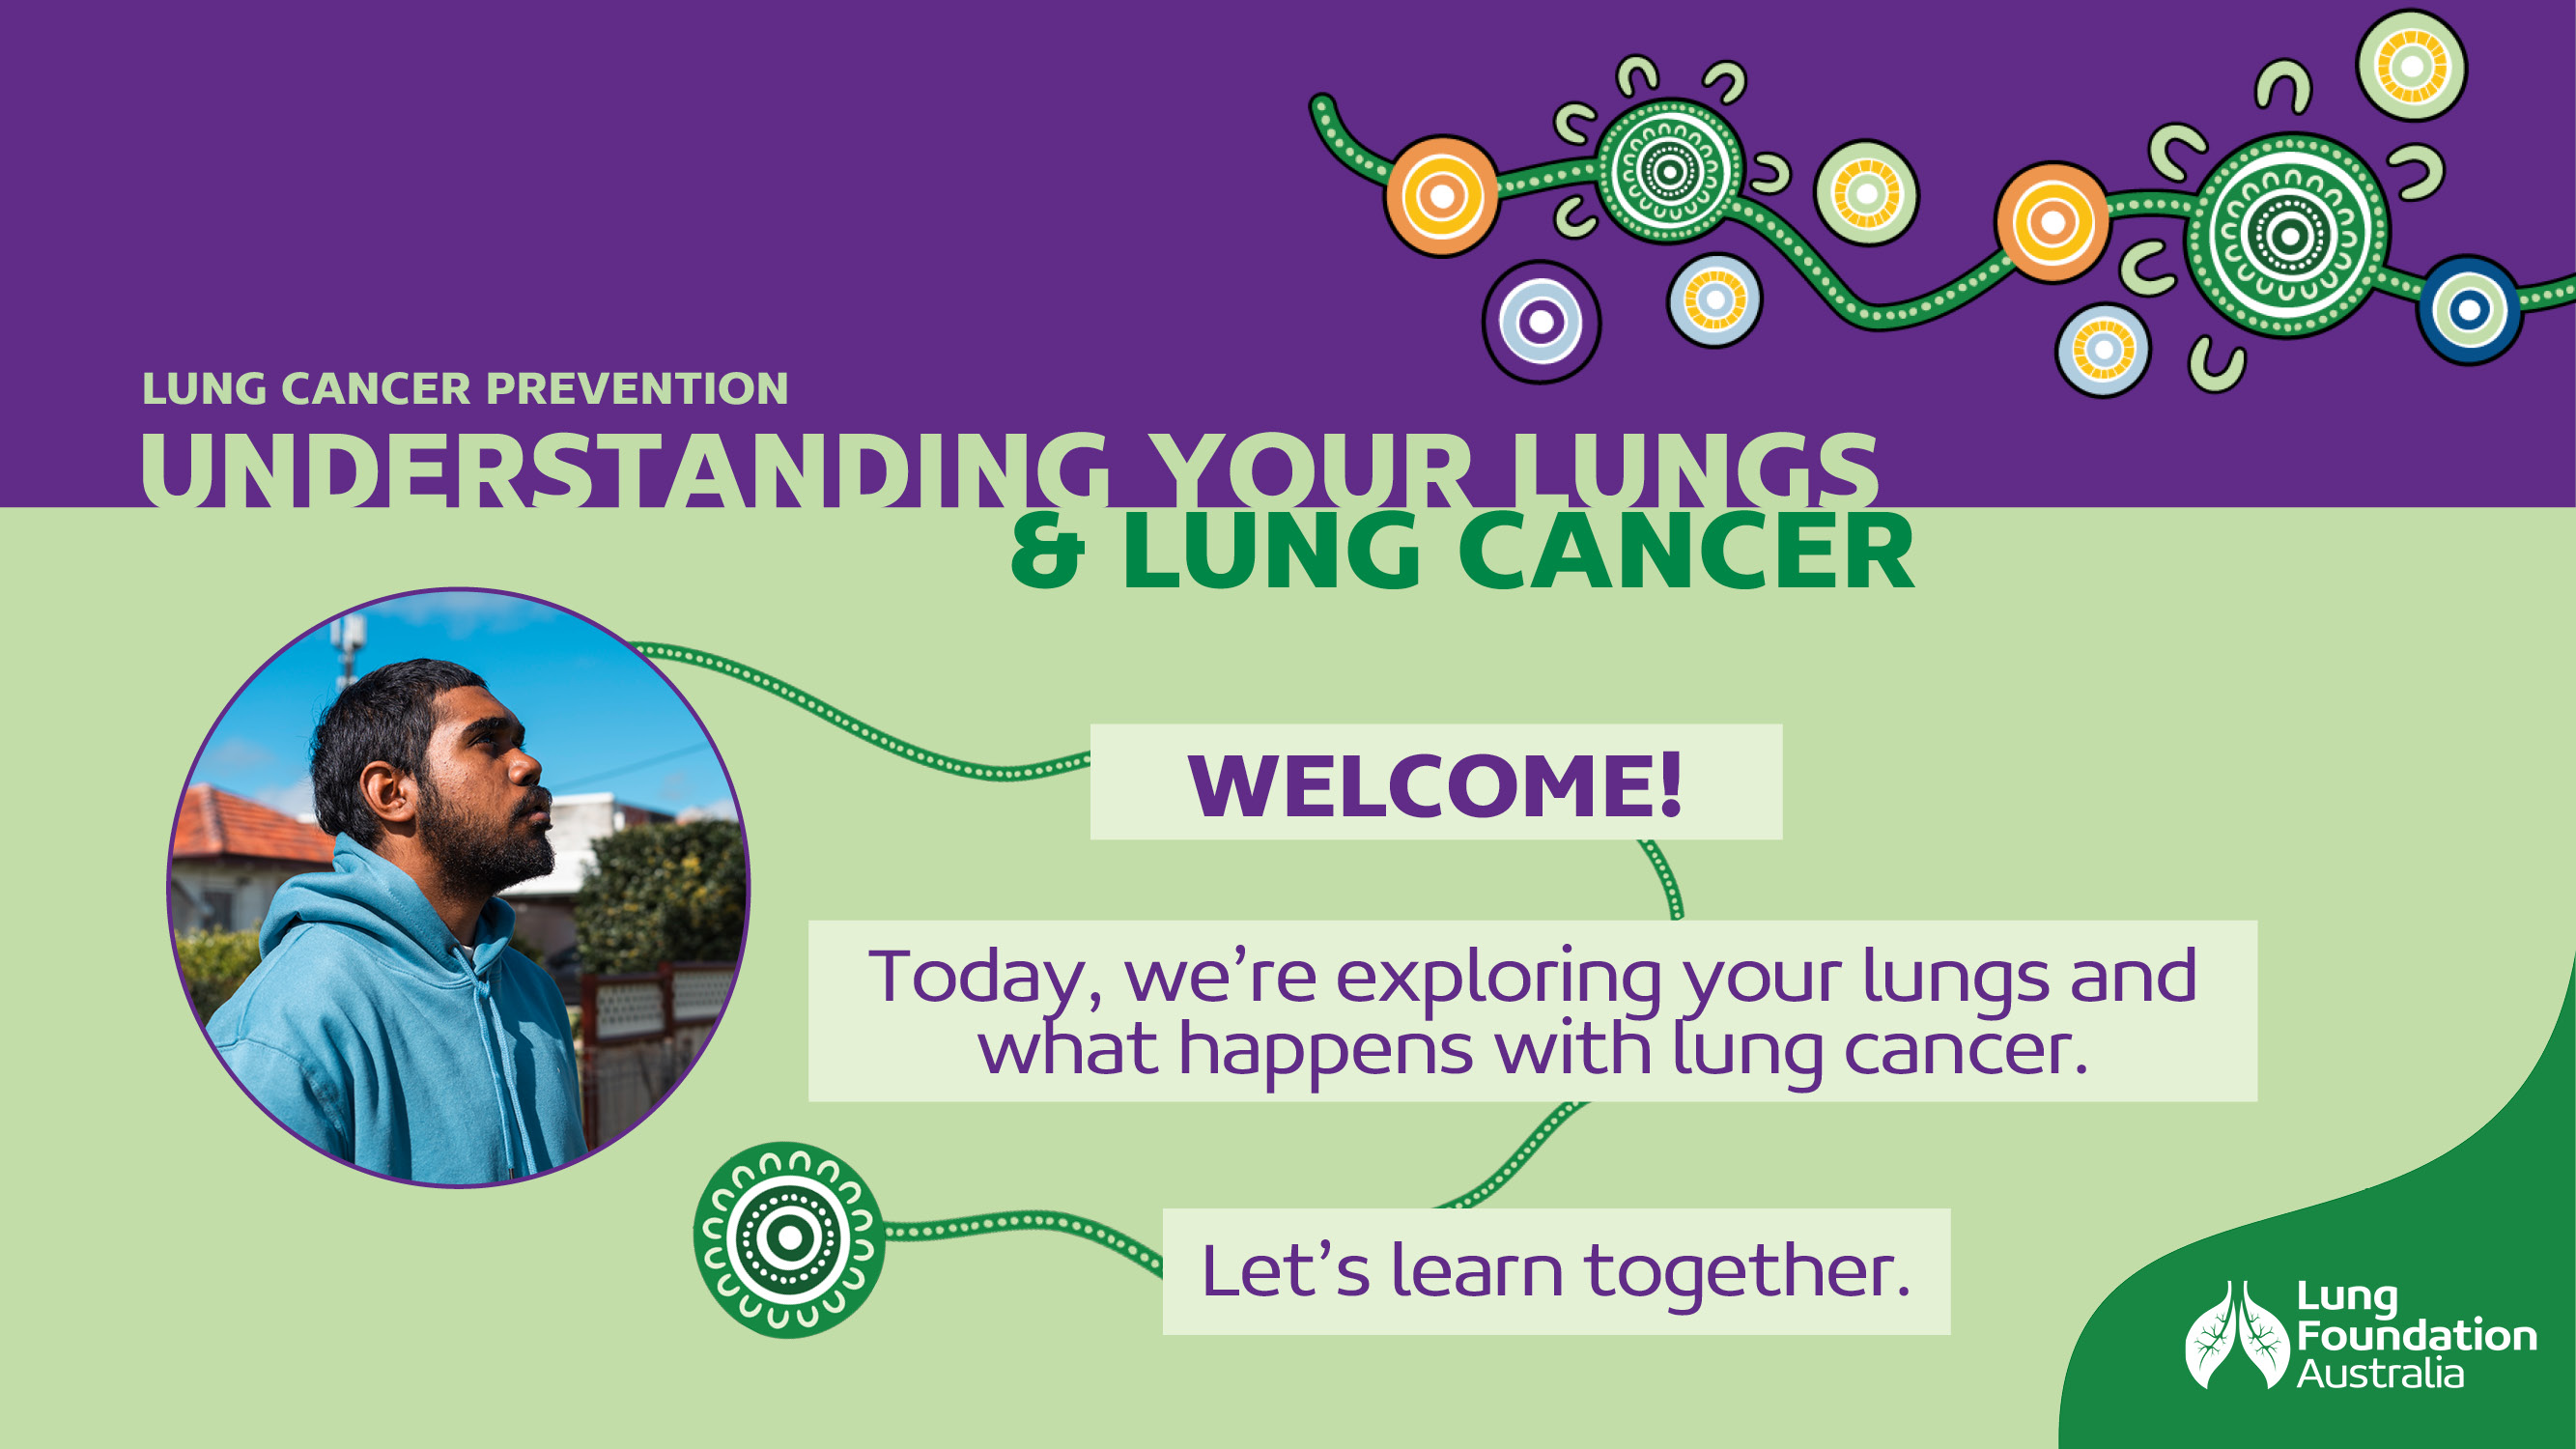 LUNG CANCER PREVENTION
UNDERSTANDING YOUR LUNGS
& LUNG CANCER
WELCOME!
Today, we’re exploring your lungs and
what happens with lung cancer.
Let’s learn together.
Lung
Foundation
Australia